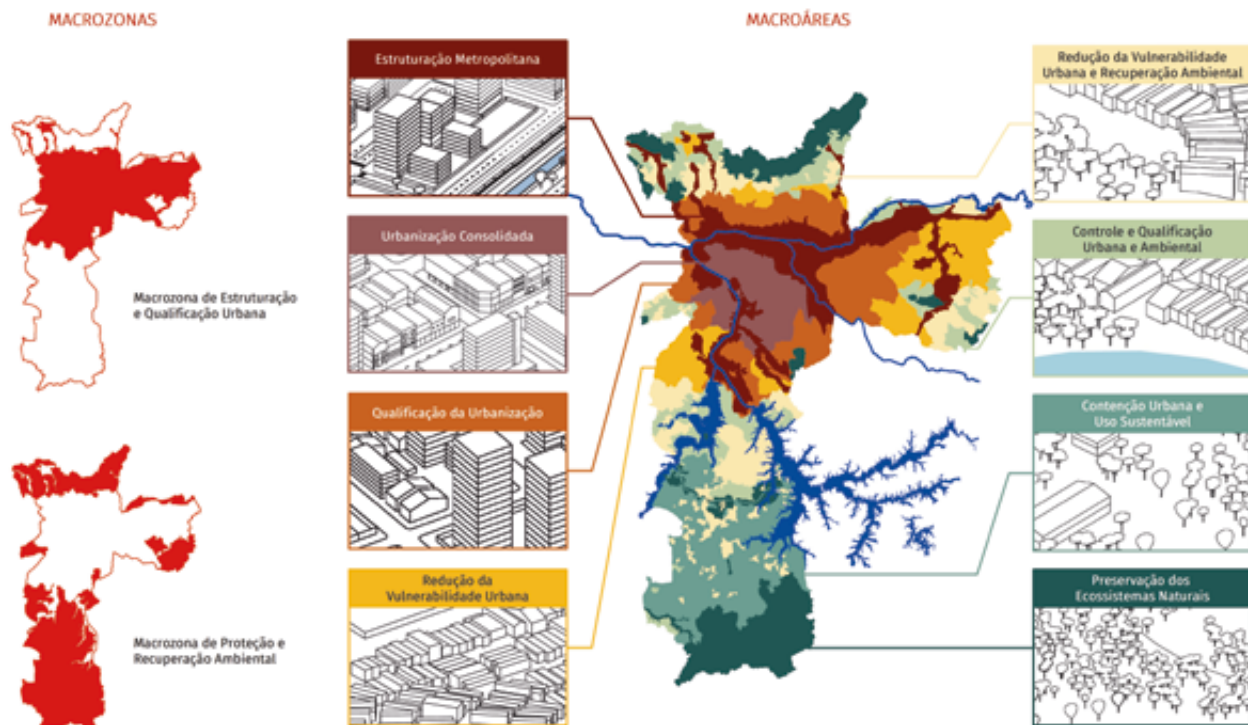 MACROZONAS
Macrozona de Estruturação
e Qualificação Urbana
Macrozona de Proteção e
Recuperação Ambiental
MACROÁREAS
Estruturação Metropolitana
Urbanização Consolidada
Qualificação da Urbanização
Redução da
Vulnerabilidade Urbana
Redução da Vulnerabilidade
Urbana e Recuperação Ambiental
Controle e Qualificação
Urbana e Ambiental
Contenção Urbana e
Uso Sustentável
Preservação dos
Ecossistemas Naturais